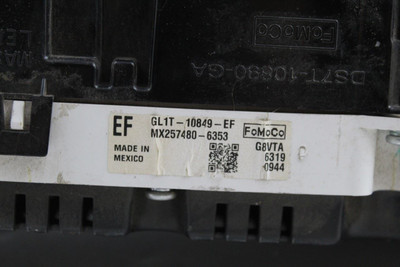 FoMoCo
DS7T-10890-GA
EF
GL1T-10849-EF
MX257480-6353
FoMoCo
MADE IN
MEXICO
G8VTA
6319
0944